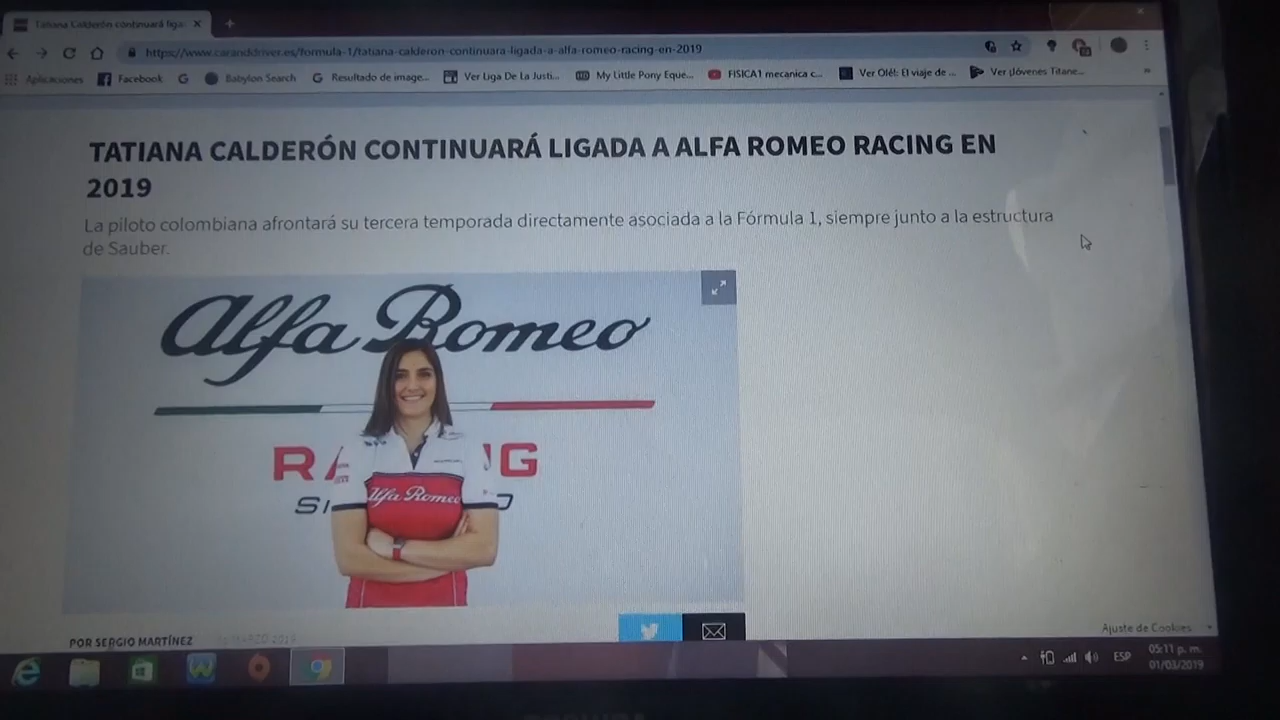 Tatiana Calderón continuará liga
https://www.caranddriver.es/formula-1/tatiana-calderon-continuara-ligada-a-alfa-romeo-racing-en-2019
Aplicaciones Facebook Babylon Search Resultado de image... Ver Liga De La Justi... My Little Pony Eque... FISICA1 mecanica c... Ver Olé!: El viaje de ... Ver ¡Jóvenes Titane...
TATIANA CALDERÓN CONTINUARÁ LIGADA A ALFA ROMEO RACING EN
2019
La piloto colombiana afrontará su tercera temporada directamente asociada a la Fórmula 1, siempre junto a la estructura
de Sauber.
Alfa Romeo
RA NG
Alfa Romeo
POR SERGIO MARTÍNEZ MARZO 2019
Ajuste de Cookies
ESP
05:11 p. m.
01/03/2019